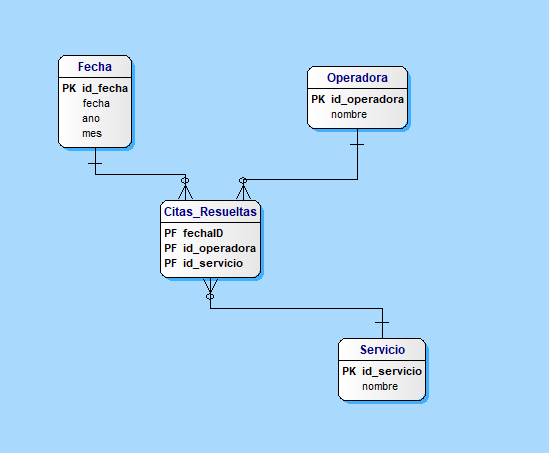 Fecha
PK id_fecha
fecha
ano
mes
Operadora
PK id_operadora
nombre
Citas_Resueltas
PF fechaID
PF id_operadora
PF id_servicio
Servicio
PK id_servicio
nombre